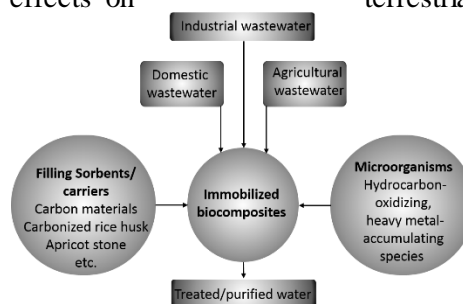 effects on terrestria
Industrial wastewater
Domestic
wastewater
Agricultural
wastewater
Filling Sorbents/
carriers
Carbon materials
Carbonized rice husk
Apricot stone
etc.
Immobilized
biocomposites
Microorganisms
Hydrocarbon-
oxidizing,
heavy metal-
accumulating
species
Treated/purified water